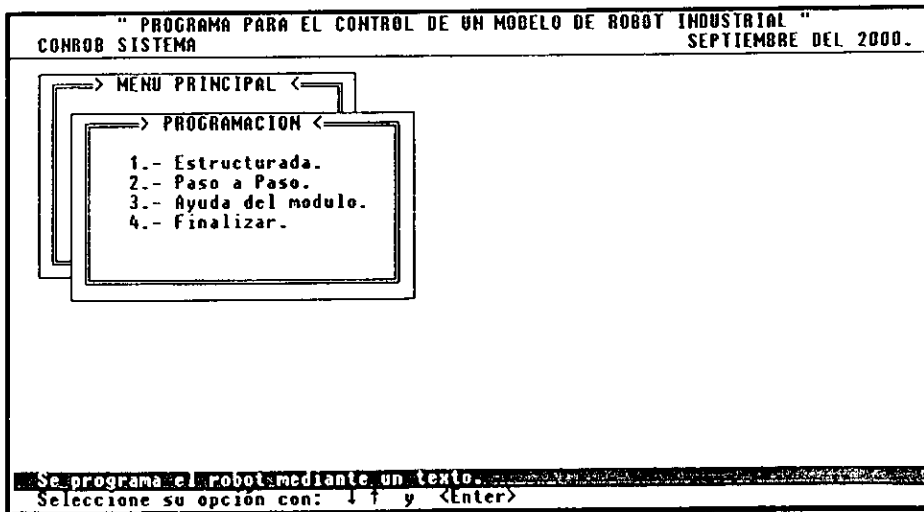 " PROGRAMA PARA EL CONTROL DE UN MODELO DE ROBOT INDUSTRIAL "
CONROB SISTEMA SEPTIEMBRE DEL 2000.
=> MENU PRINCIPAL <=
=> PROGRAMACION <=
1.- Estructurada.
2.- Paso a Paso.
3.- Ayuda del modulo.
4.- Finalizar.
Se programa el robot mediante un texto.
Seleccione su opción con: ↓ ↑ y <Enter>